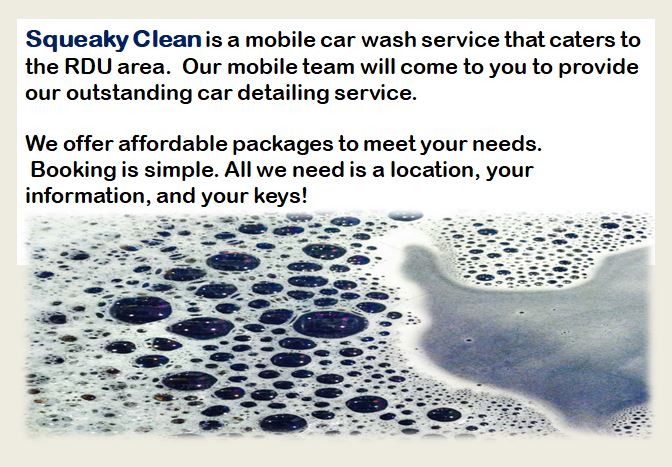 Squeaky Clean is a mobile car wash service that caters to
the RDU area.  Our mobile team will come to you to provide
our outstanding car detailing service.
We offer affordable packages to meet your needs.
Booking is simple. All we need is a location, your
information, and your keys!